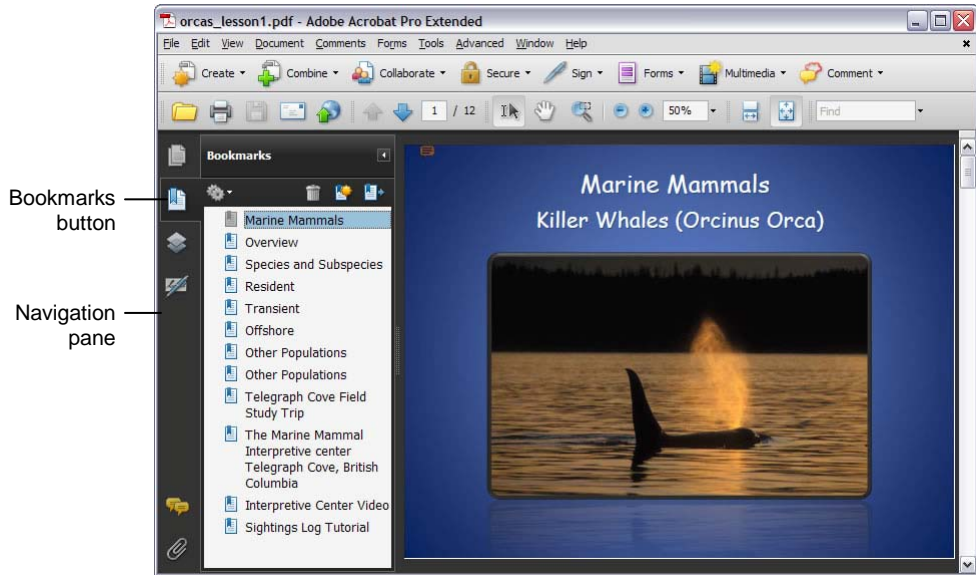 orcas_lesson1.pdf - Adobe Acrobat Pro Extended
File Edit View Document Comments Forms Tools Advanced Window Help
Create Combine Collaborate Secure Sign Forms Multimedia Comment
1 / 12 50% Find
Bookmarks
Bookmarks
button
Navigation
pane
Marine Mammals
Overview
Species and Subspecies
Resident
Transient
Offshore
Other Populations
Other Populations
Telegraph Cove Field
Study Trip
The Marine Mammal
Interpretive center
Telegraph Cove, British
Columbia
Interpretive Center Video
Sightings Log Tutorial
Marine Mammals
Killer Whales (Orcinus Orca)